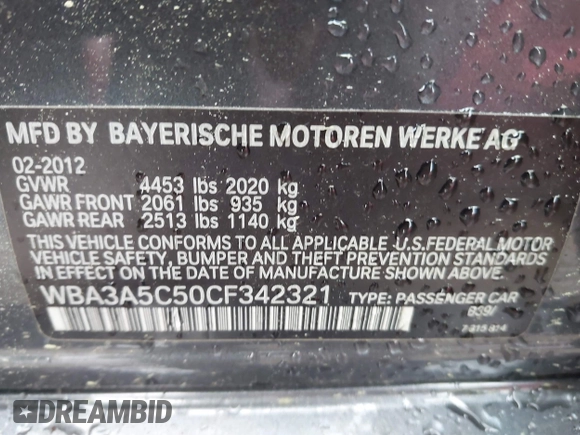 MFD BY BAYERISCHE MOTOREN WERKE AG
02-2012
GVWR 4453 lbs 2020 kg
GAWR FRONT 2061 lbs 935 kg
GAWR REAR 2513 lbs 1140 kg
THIS VEHICLE CONFORMS TO ALL APPLICABLE U.S. FEDERAL MOTOR
VEHICLE SAFETY, BUMPER, AND THEFT PREVENTION STANDARDS
IN EFFECT ON THE DATE OF MANUFACTURE SHOWN ABOVE.
WBA3A5C50CF342321 TYPE: PASSENGER CAR
DREAMBID